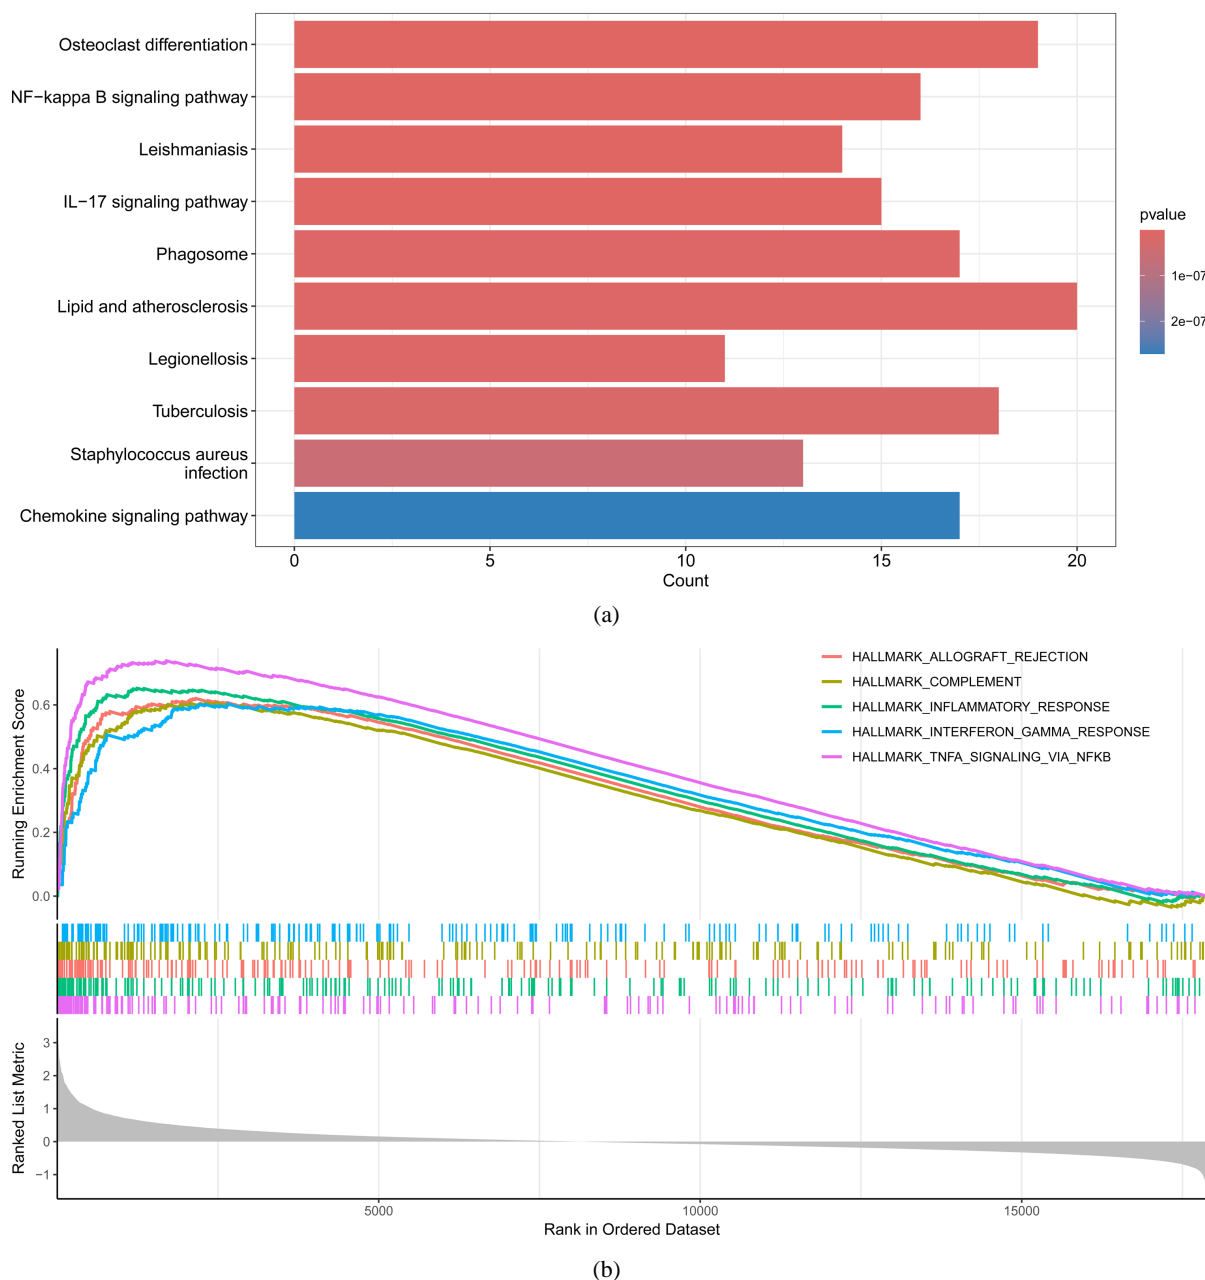 Osteoclast differentiation
NF−kappa B signaling pathway
Leishmaniasis
IL−17 signaling pathway
Phagosome
Lipid and atherosclerosis
Legionellosis
Tuberculosis
Staphylococcus aureus
infection
Chemokine signaling pathway
0 5 10 15 20
Count
pvalue
1e−07
2e−07
(a)
HALLMARK_ALLOGRAFT_REJECTION
HALLMARK_COMPLEMENT
HALLMARK_INFLAMMATORY_RESPONSE
HALLMARK_INTERFERON_GAMMA_RESPONSE
HALLMARK_TNFA_SIGNALING_VIA_NFKB
Running Enrichment Score
0.6
0.4
0.2
0.0
Ranked List Metric
3
2
1
0
−1
5000 10000 15000
Rank in Ordered Dataset
(b)